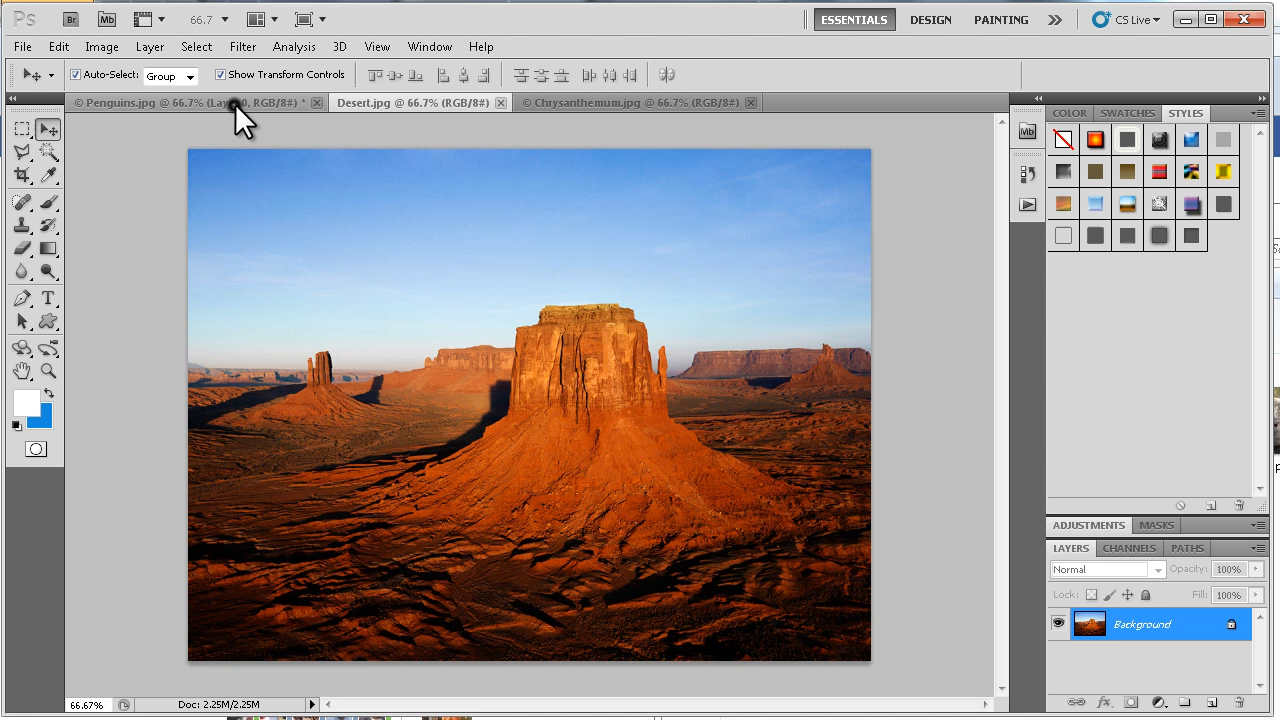 Ps Br Mb 66.7 ESSENTIALS DESIGN PAINTING CS Live
File Edit Image Layer Select Filter Analysis 3D View Window Help
Auto-Select: Group Show Transform Controls
© Penguins.jpg @ 66.7% (Lay 0, RGB/8#) * Desert.jpg @ 66.7% (RGB/8#) © Chrysanthemum.jpg @ 66.7% (RGB/8#)
COLOR SWATCHES STYLES
Mb
T
ADJUSTMENTS MASKS
LAYERS CHANNELS PATHS
Normal Opacity: 100%
Lock: Fill: 100%
Background
fx
66.67% Doc: 2.25M/2.25M